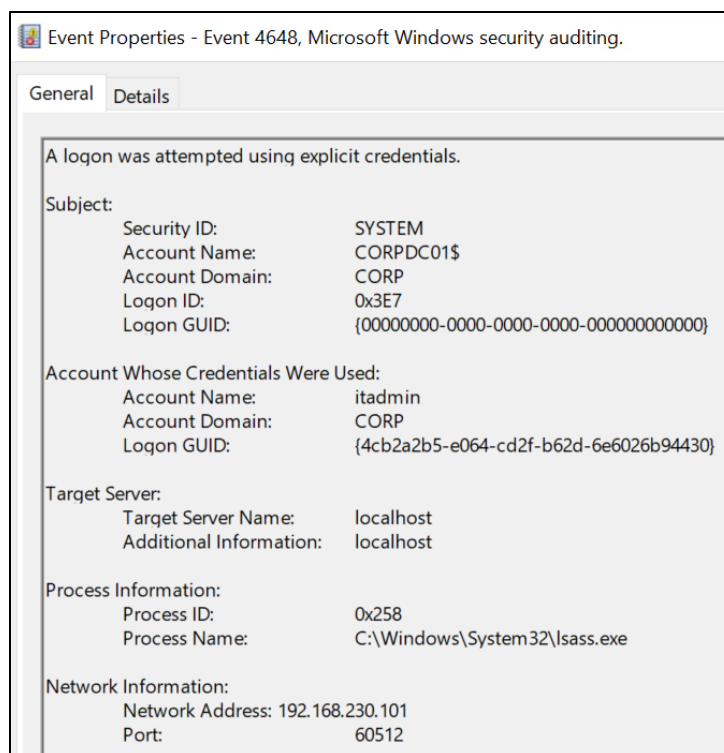 Event Properties - Event 4648, Microsoft Windows security auditing.
General Details
A logon was attempted using explicit credentials.
Subject:
Security ID: SYSTEM
Account Name: CORPDC01$
Account Domain: CORP
Logon ID: 0x3E7
Logon GUID: {00000000-0000-0000-0000-000000000000}
Account Whose Credentials Were Used:
Account Name: itadmin
Account Domain: CORP
Logon GUID: {4cb2a2b5-e064-cd2f-b62d-6e6026b94430}
Target Server:
Target Server Name: localhost
Additional Information: localhost
Process Information:
Process ID: 0x258
Process Name: C:\Windows\System32\lsass.exe
Network Information:
Network Address: 192.168.230.101
Port: 60512